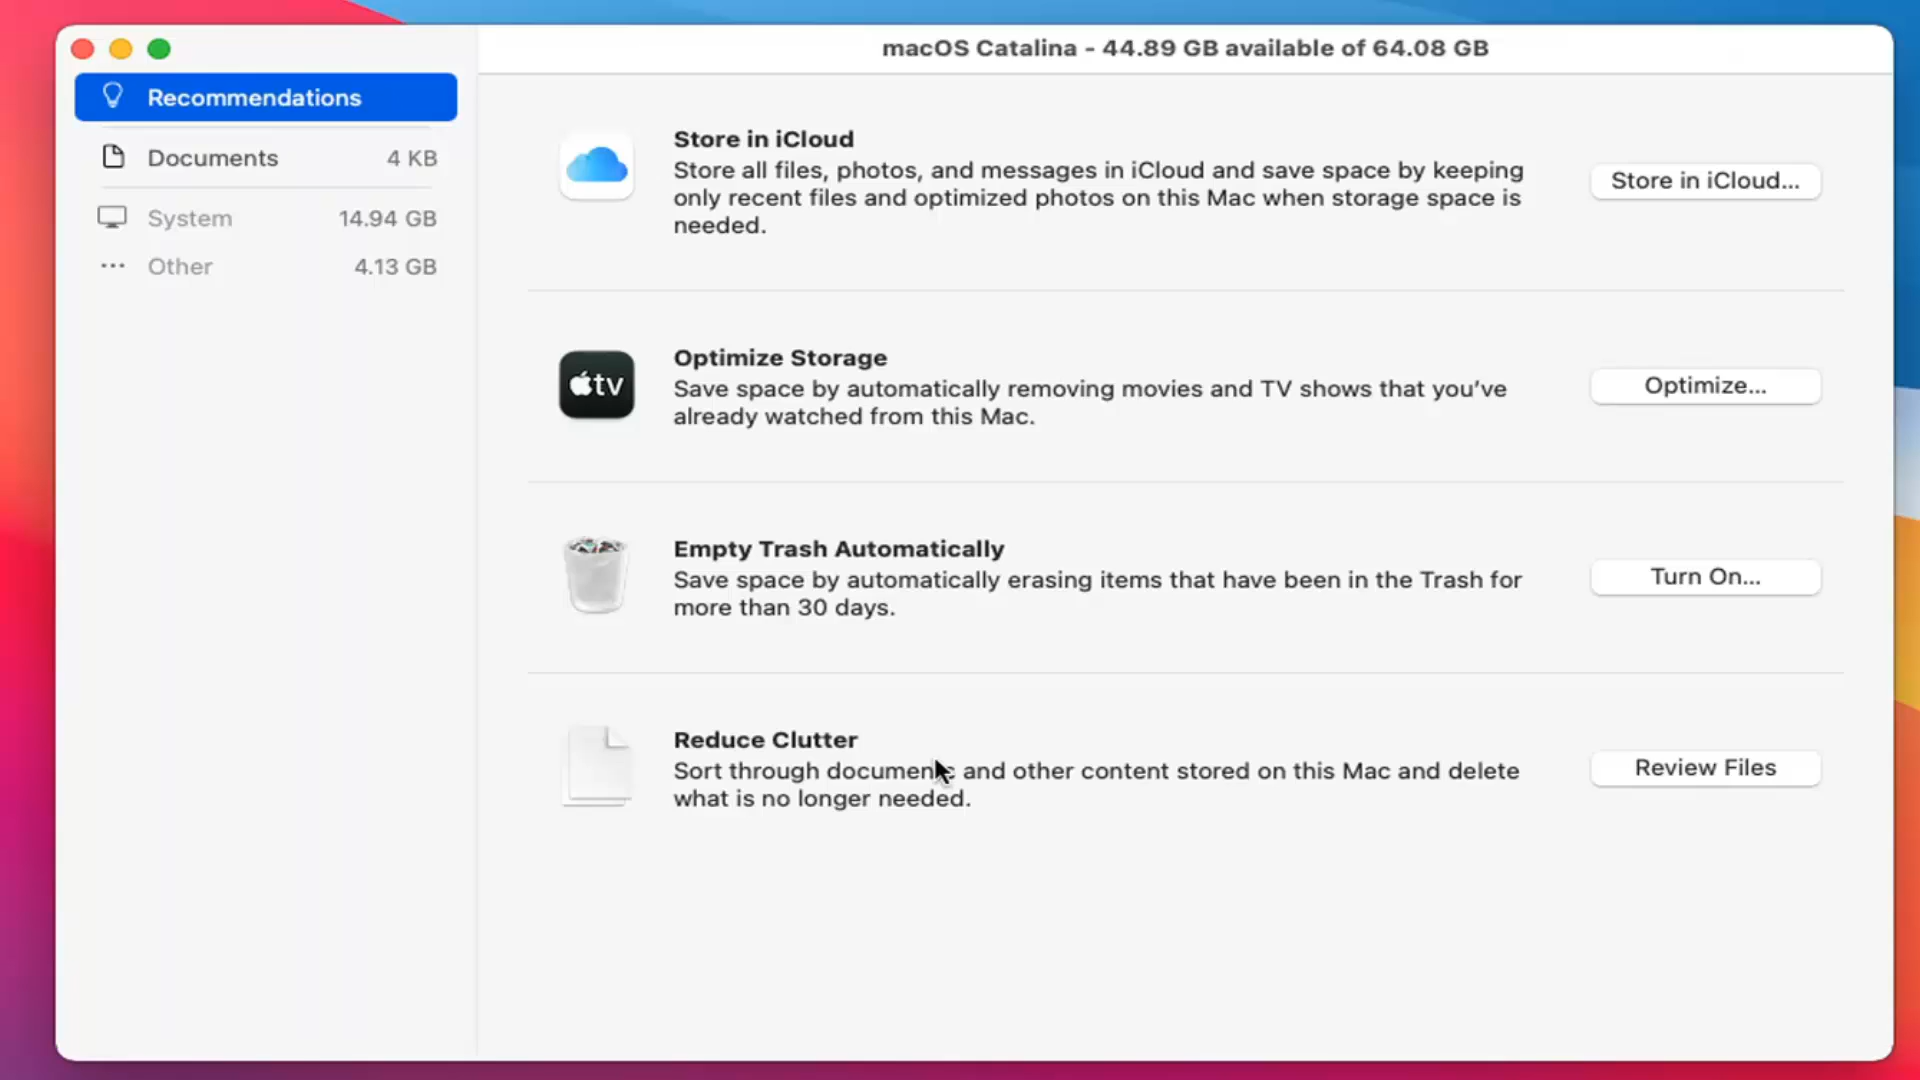 macOS Catalina - 44.89 GB available of 64.08 GB
Recommendations
Documents 4 KB
System 14.94 GB
Other 4.13 GB
Store in iCloud
Store all files, photos, and messages in iCloud and save space by keeping
only recent files and optimized photos on this Mac when storage space is
needed.
Store in iCloud...
tv
Optimize Storage
Save space by automatically removing movies and TV shows that you’ve
already watched from this Mac.
Optimize...
Empty Trash Automatically
Save space by automatically erasing items that have been in the Trash for
more than 30 days.
Turn On...
Reduce Clutter
Sort through documents and other content stored on this Mac and delete
what is no longer needed.
Review Files